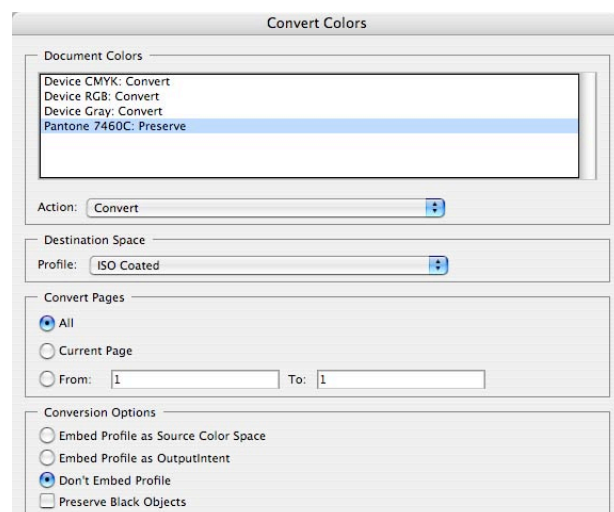 Convert Colors
Document Colors
Device CMYK: Convert
Device RGB: Convert
Device Gray: Convert
Pantone 7460C: Preserve
Action: Convert
Destination Space
Profile: ISO Coated
Convert Pages
All
Current Page
From: 1 To: 1
Conversion Options
Embed Profile as Source Color Space
Embed Profile as OutputIntent
Don't Embed Profile
Preserve Black Objects